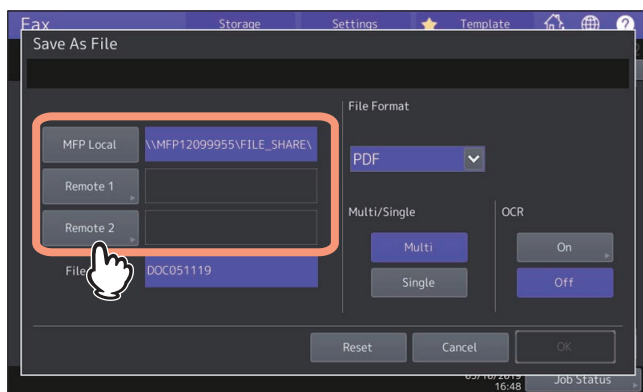 Fax Storage Settings Template
Save As File
File Format
MFP Local \\MFP12099955\FILE_SHARE\
PDF
Remote 1
Multi/Single OCR
Remote 2
Multi On
File DOC051119
Single Off
Reset Cancel OK
16:48 Job Status